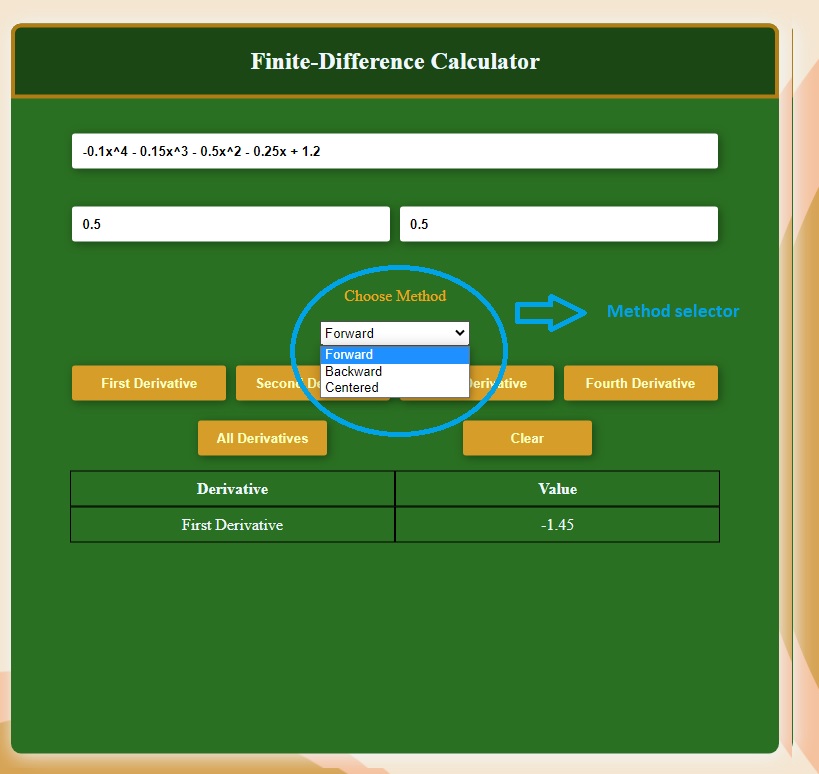 Finite-Difference Calculator
-0.1x^4 - 0.15x^3 - 0.5x^2 - 0.25x + 1.2
0.5 0.5
Choose Method
Method selector
Forward
Forward
Backward
Centered
First Derivative Second De Derivative Fourth Derivative
All Derivatives Clear
Derivative Value
First Derivative -1.45